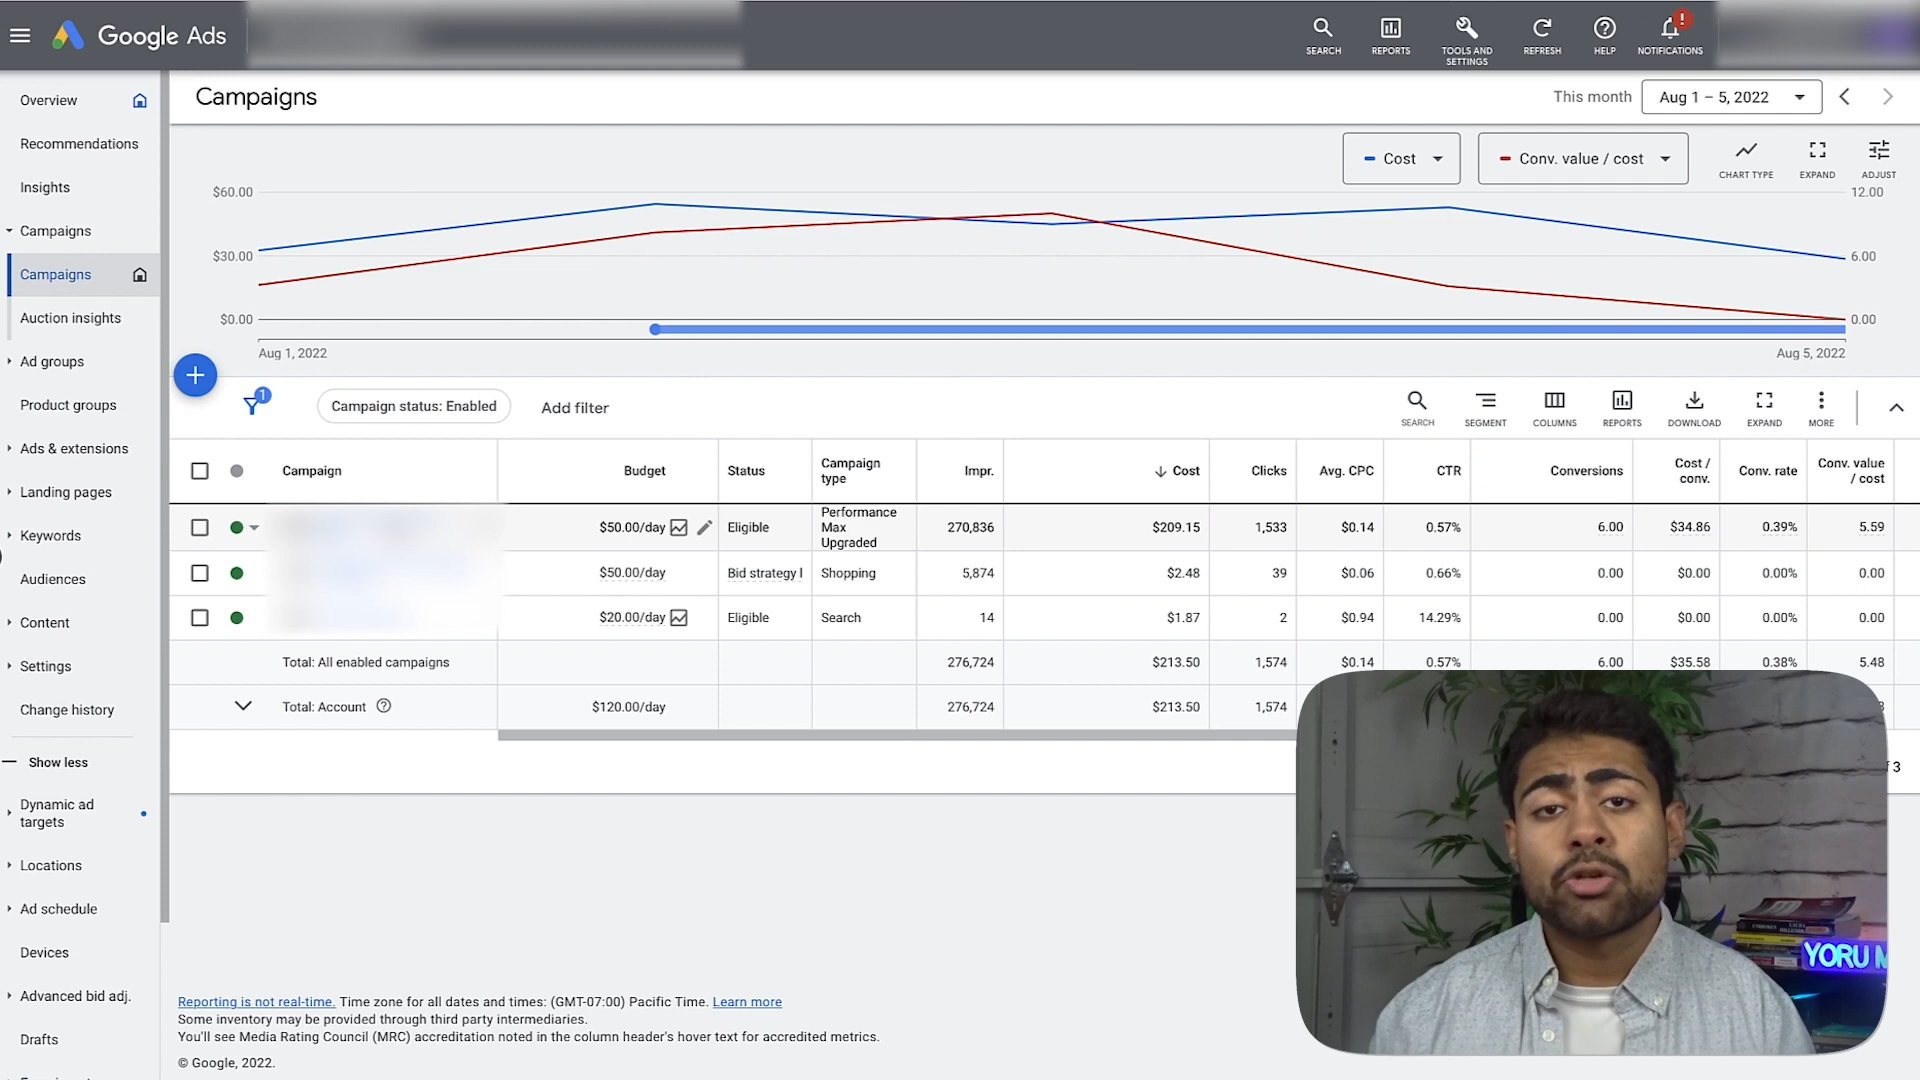 Google Ads
SEARCH
REPORTS
TOOLS AND
SETTINGS
REFRESH
HELP
!
NOTIFICATIONS
Overview
Recommendations
Insights
Campaigns
Campaigns
Auction insights
Ad groups
Product groups
Ads & extensions
Landing pages
Keywords
Audiences
Content
Settings
Change history
Show less
Dynamic ad
targets
Locations
Ad schedule
Devices
Advanced bid adj.
Drafts
Campaigns
This month
Aug 1 – 5, 2022
Cost
Conv. value / cost
CHART TYPE
EXPAND
ADJUST
$60.00
12.00
$30.00
6.00
$0.00
0.00
Aug 1, 2022
Aug 5, 2022
1
Campaign status: Enabled
Add filter
SEARCH
SEGMENT
COLUMNS
REPORTS
DOWNLOAD
EXPAND
MORE
Campaign Budget Status Campaign type Impr. Cost Clicks Avg. CPC CTR Conversions Cost / conv. Conv. rate Conv. value / cost
$50.00/day Eligible Performance Max Upgraded 270,836 $209.15 1,533 $0.14 0.57% 6.00 $34.86 0.39% 5.59
$50.00/day Bid strategy l Shopping 5,874 $2.48 39 $0.06 0.66% 0.00 $0.00 0.00% 0.00
$20.00/day Eligible Search 14 $1.87 2 $0.94 14.29% 0.00 $0.00 0.00% 0.00
Total: All enabled campaigns 276,724 $213.50 1,574 $0.14 0.57% 6.00 $35.58 0.38% 5.48
Total: Account $120.00/day 276,724 $213.50 1,574
3
YORU M
Reporting is not real-time. Time zone for all dates and times: (GMT-07:00) Pacific Time. Learn more
Some inventory may be provided through third party intermediaries.
You'll see Media Rating Council (MRC) accreditation noted in the column header's hover text for accredited metrics.
© Google, 2022.